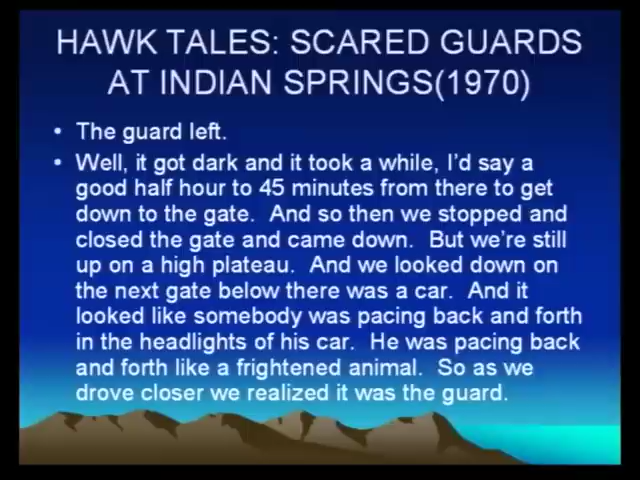 HAWK TALES: SCARED GUARDS
AT INDIAN SPRINGS(1970)
• The guard left.
• Well, it got dark and it took a while, I'd say a
good half hour to 45 minutes from there to get
down to the gate.  And so then we stopped and
closed the gate and came down.  But we're still
up on a high plateau.  And we looked down on
the next gate below there was a car.  And it
looked like somebody was pacing back and forth
in the headlights of his car.  He was pacing back
and forth like a frightened animal.  So as we
drove closer we realized it was the guard.